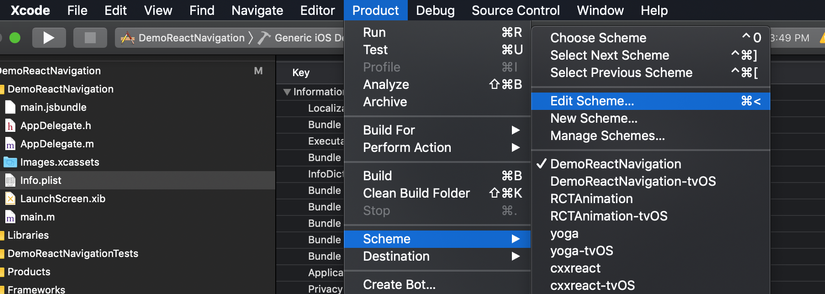 Xcode File Edit View Find Navigate Editor Product Debug Source Control Window Help
DemoReactNavigation Generic iOS De 3:49 PM
DemoReactNavigation M
DemoReactNavigation
main.jsbundle
AppDelegate.h
AppDelegate.m
Images.xcassets
Info.plist
LaunchScreen.xib
main.m
Libraries
DemoReactNavigationTests
Products
Frameworks
Key
Information
Localiza
Bundle
Executa
Bundle
InfoDict
Bundle
Bundle
Bundle
Bundle
Applica
Privacy
Run ⌘R
Test ⌘U
Profile ⌘I
Analyze ⇧⌘B
Archive
Build For
Perform Action
Build ⌘B
Clean Build Folder ⇧⌘K
Stop ⌘.
Scheme
Destination
Create Bot...
Choose Scheme ^0
Select Next Scheme ^⌘]
Select Previous Scheme ^⌘[
Edit Scheme... ⌘<
New Scheme...
Manage Schemes...
✓ DemoReactNavigation
DemoReactNavigation-tvOS
RCTAnimation
RCTAnimation-tvOS
yoga
yoga-tvOS
cxxreact
cxxreact-tvOS